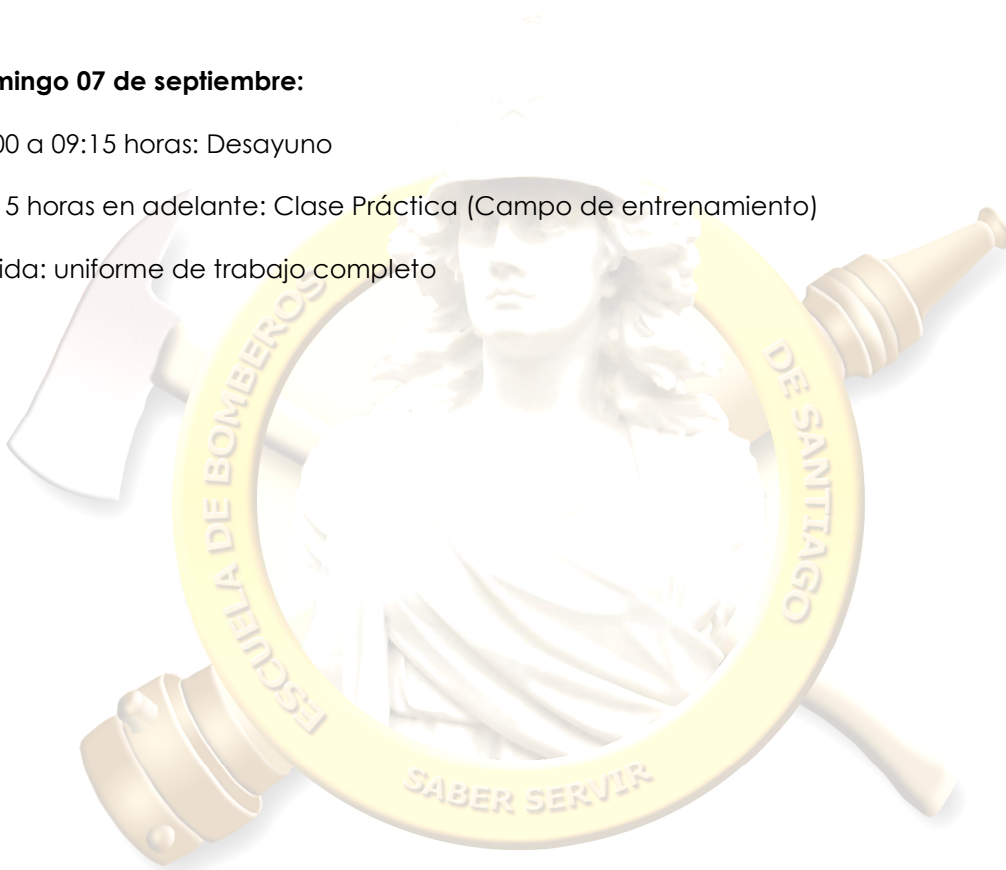 mingo 07 de septiembre:
00 a 09:15 horas: Desayuno
15 horas en adelante: Clase Práctica (Campo de entrenamiento)
ida: uniforme de trabajo completo
ESCUELA DE BOMBEROS
DE SANTIAGO
SABER SERVIR